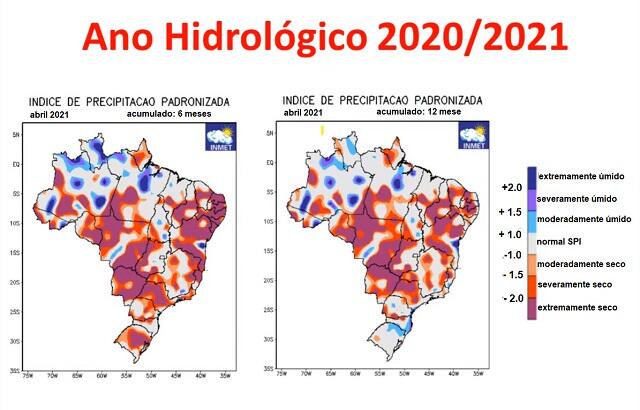 Ano Hidrológico 2020/2021
INDICE DE PRECIPITACAO PADRONIZADA
abril 2021 acumulado: 6 meses
INMET
5N
EQ
5S
10S
15S
20S
25S
30S
35S
75W 70W 65W 60W 55W 50W 45W 40W 35W
INDICE DE PRECIPITACAO PADRONIZADA
abril 2021 acumulado: 12 mese
INMET
5N
EQ
5S
10S
15S
20S
25S
30S
35S
75W 70W 65W 60W 55W 50W 45W 40W 35W
extremamente úmido
+2.0
severamente úmido
+ 1.5
moderadamente úmido
+ 1.0
normal SPI
-1.0
moderadamente seco
- 1.5
severamente seco
- 2.0
extremamente seco